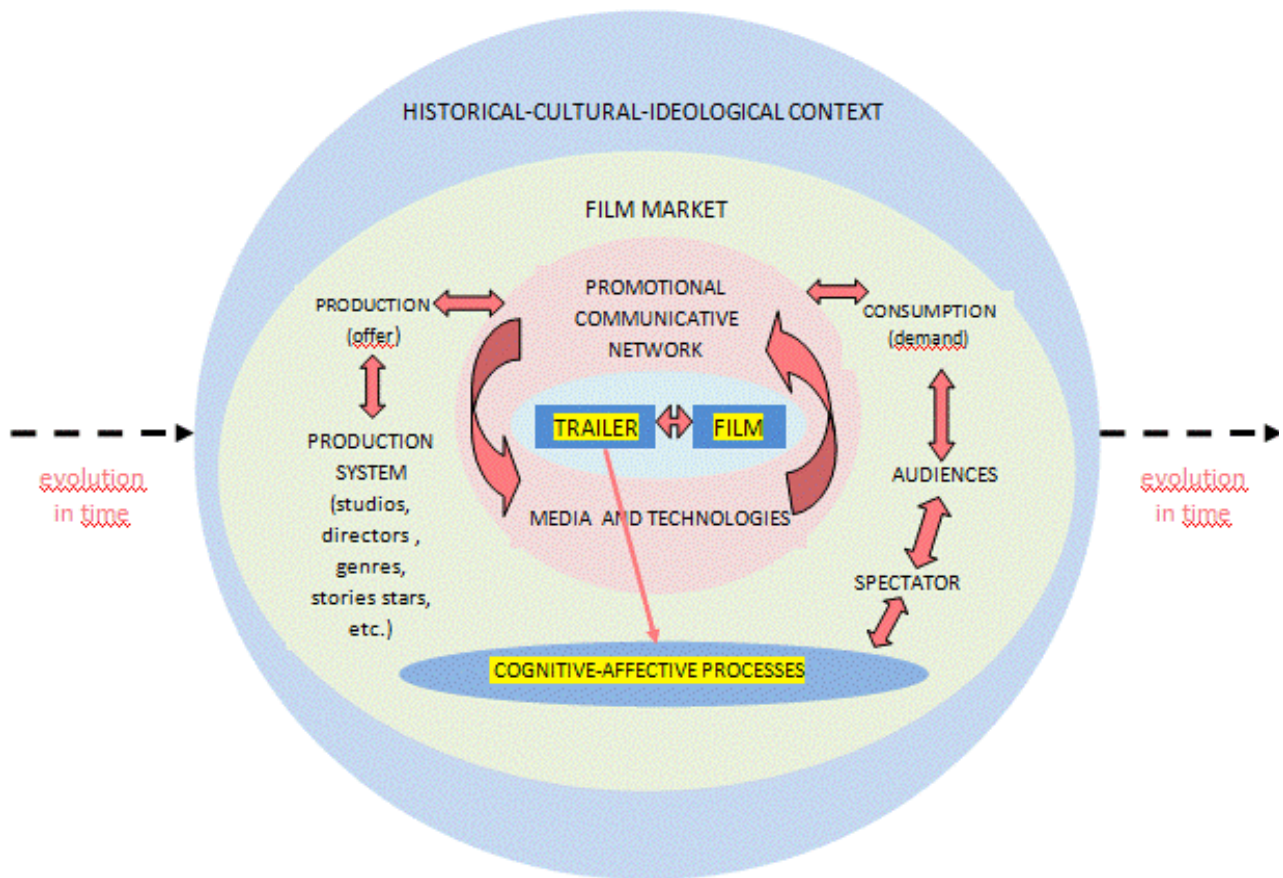 HISTORICAL-CULTURAL-IDEOLOGICAL CONTEXT
FILM MARKET
PROMOTIONAL
COMMUNICATIVE
NETWORK
PRODUCTION
(offer)
CONSUMPTION
(demand)
TRAILER
FILM
PRODUCTION
SYSTEM
(studios,
directors ,
genres,
stories stars,
etc.)
MEDIA AND TECHNOLOGIES
AUDIENCES
SPECTATOR
COGNITIVE-AFFECTIVE PROCESSES
evolution
in time
evolution
in time